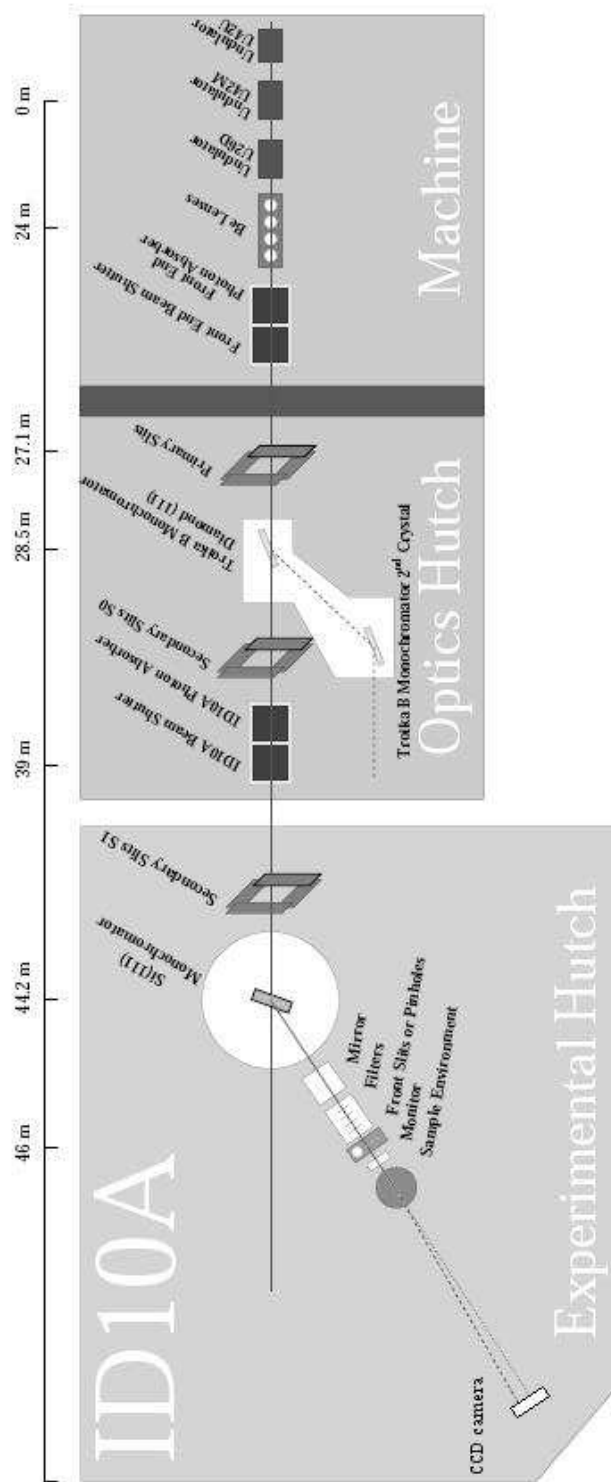 0 m
24 m
27.1 m
28.5 m
39 m
44.2 m
46 m
Undulator
U42U
Undulator
U42M
Undulator
U26D
Be Lenses
Front End
Photon Absorber
Front End Beam Shutter
Machine
Primary Slits
Troika B Monochromator
Diamond (111)
Secondary Slits S0
ID10A Photon Absorber
ID10A Beam Shutter
Troika B Monochromator 2nd Crystal
Optics Hutch
Secondary Slits S1
Monochromator
Si(111)
Mirror
Filters
Front Slits or Pinholes
Monitor
Sample Environment
CCD camera
ID10A
Experimental Hutch